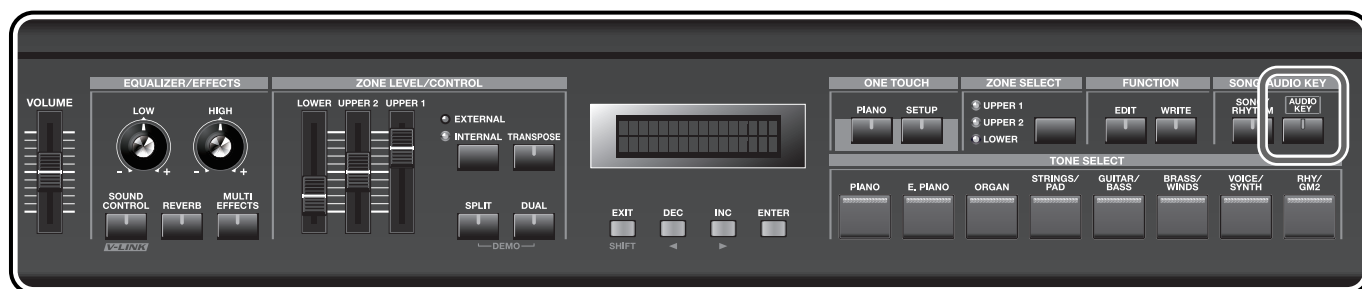 EQUALIZER/EFFECTS
ZONE LEVEL/CONTROL
ONE TOUCH
ZONE SELECT
FUNCTION
SONG/AUDIO KEY
VOLUME
LOW
HIGH
LOWER UPPER 2 UPPER 1
EXTERNAL
INTERNAL TRANSPOSE
PIANO
SETUP
UPPER 1
UPPER 2
LOWER
EDIT
WRITE
SONG/
RHYTHM
AUDIO
KEY
- +
- +
TONE SELECT
SOUND
CONTROL
REVERB
MULTI
EFFECTS
V-LINK
SPLIT
DUAL
DEMO
EXIT
DEC
INC
ENTER
SHIFT
PIANO
E. PIANO
ORGAN
STRINGS/
PAD
GUITAR/
BASS
BRASS/
WINDS
VOICE/
SYNTH
RHY/
GM2